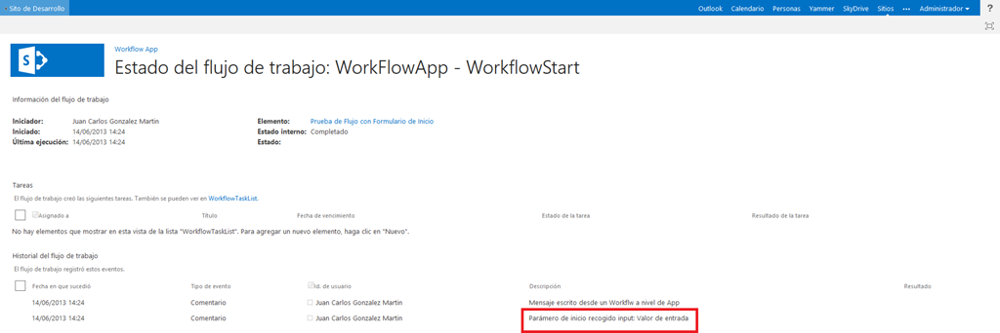 Sito de Desarrollo
Outlook Calendario Personas Yammer SkyDrive Sitios ••• Administrador ?
S
Workflow App
Estado del flujo de trabajo: WorkFlowApp - WorkflowStart
Información del flujo de trabajo
Iniciador: Juan Carlos Gonzalez Martin Elemento: Prueba de Flujo con Formulario de Inicio
Iniciado: 14/06/2013 14:24 Estado interno: Completado
Última ejecución: 14/06/2013 14:24 Estado:
Tareas
El flujo de trabajo creó las siguientes tareas. También se pueden ver en WorkflowTaskList.
Asignado a Título Fecha de vencimiento Estado de la tarea Resultado de la tarea
No hay elementos que mostrar en esta vista de la lista "WorkflowTaskList". Para agregar un nuevo elemento, haga clic en "Nuevo".
Historial del flujo de trabajo
El flujo de trabajo registró estos eventos.
Fecha en que sucedió Tipo de evento Id. de usuario Descripción Resultado
14/06/2013 14:24 Comentario Juan Carlos Gonzalez Martin Mensaje escrito desde un Workflw a nivel de App
14/06/2013 14:24 Comentario Juan Carlos Gonzalez Martin Parámero de inicio recogido input: Valor de entrada